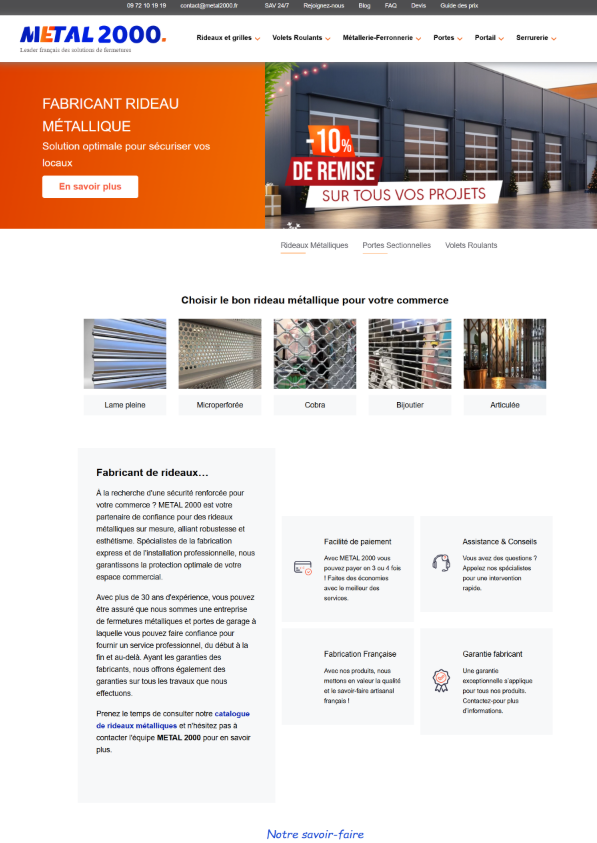 09 72 10 19 19 contact@metal2000.fr SAV 24/7 Rejoignez-nous Blog FAQ Devis Guide des prix
METAL 2000.
Leader français des solutions de fermetures
Rideaux et grilles Volets Roulants Métallerie-Ferronnerie Portes Portail Serrurerie
FABRICANT RIDEAU
MÉTALLIQUE
Solution optimale pour sécuriser vos
locaux
En savoir plus
-10%
DE REMISE
SUR TOUS VOS PROJETS
Rideaux Métalliques Portes Sectionnelles Volets Roulants
Choisir le bon rideau métallique pour votre commerce
Lame pleine Microperforée Cobra Bijoutier Articulée
Fabricant de rideaux…
À la recherche d'une sécurité renforcée pour
votre commerce ? METAL 2000 est votre
partenaire de confiance pour des rideaux
métalliques sur mesure, alliant robustesse et
esthétisme. Spécialistes de la fabrication
express et de l'installation professionnelle, nous
garantissons la protection optimale de votre
espace commercial.
Avec plus de 30 ans d'expérience, vous pouvez
être assuré que nous sommes une entreprise
de fermetures métalliques et portes de garage à
laquelle vous pouvez faire confiance pour
fournir un service professionnel, du début à la
fin et au-delà. Ayant les garanties des
fabricants, nous offrons également des
garanties sur tous les travaux que nous
effectuons.
Prenez le temps de consulter notre catalogue
de rideaux métalliques et n'hésitez pas à
contacter l'équipe METAL 2000 pour en savoir
plus.
Facilité de paiement
Avec METAL 2000 vous
pouvez payer en 3 ou 4 fois
! Faites des économies
avec le meilleur des
services.
Assistance & Conseils
Vous avez des questions ?
Appelez nos spécialistes
pour une intervention
rapide.
Fabrication Française
Avec nos produits, nous
mettons en valeur la qualité
et le savoir-faire artisanal
français !
Garantie fabricant
Une garantie
exceptionnelle s'applique
pour tous nos produits.
Contactez-pour plus
d'informations.
Notre savoir-faire